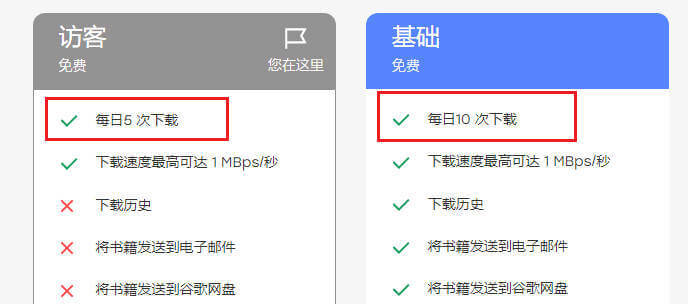 访客
免费
您在这里
每日5 次下载
下载速度最高可达 1 MBps/秒
下载历史
将书籍发送到电子邮件
将书籍发送到谷歌网盘
基础
免费
每日10 次下载
下载速度最高可达 1 MBps/秒
下载历史
将书籍发送到电子邮件
将书籍发送到谷歌网盘